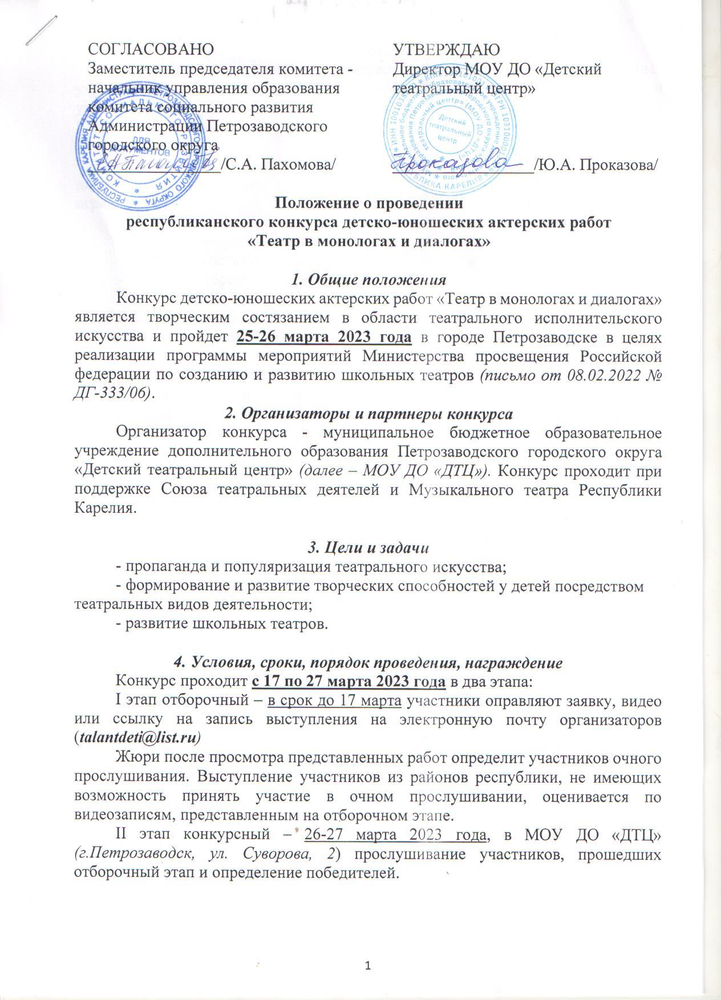 СОГЛАСОВАНО
Заместитель председателя комитета -
начальник управления образования
комитета социального развития
Администрации Петрозаводского
городского округа
/С.А. Пахомова/
УТВЕРЖДАЮ
Директор МОУ ДО «Детский
театральный центр»
Проказова
/Ю.А. Проказова/
ДЛЯ
ДОКУМЕНТОВ
Детский
театральный
центр
Положение о проведении
республиканского конкурса детско-юношеских актерских работ
«Театр в монологах и диалогах»
1. Общие положения
Конкурс детско-юношеских актерских работ «Театр в монологах и диалогах»
является творческим состязанием в области театрального исполнительского
искусства и пройдет 25-26 марта 2023 года в городе Петрозаводске в целях
реализации программы мероприятий Министерства просвещения Российской
федерации по созданию и развитию школьных театров (письмо от 08.02.2022 №
ДГ-333/06).
2. Организаторы и партнеры конкурса
Организатор конкурса - муниципальное бюджетное образовательное
учреждение дополнительного образования Петрозаводского городского округа
«Детский театральный центр» (далее – МОУ ДО «ДТЦ»). Конкурс проходит при
поддержке Союза театральных деятелей и Музыкального театра Республики
Карелия.
3. Цели и задачи
- пропаганда и популяризация театрального искусства;
- формирование и развитие творческих способностей у детей посредством
театральных видов деятельности;
- развитие школьных театров.
4. Условия, сроки, порядок проведения, награждение
Конкурс проходит с 17 по 27 марта 2023 года в два этапа:
I этап отборочный – в срок до 17 марта участники оправляют заявку, видео
или ссылку на запись выступления на электронную почту организаторов
(talantdeti@list.ru)
Жюри после просмотра представленных работ определит участников очного
прослушивания. Выступление участников из районов республики, не имеющих
возможность принять участие в очном прослушивании, оценивается по
видеозаписям, представленным на отборочном этапе.
II этап конкурсный – 26-27 марта 2023 года, в МОУ ДО «ДТЦ»
(г.Петрозаводск, ул. Суворова, 2) прослушивание участников, прошедших
отборочный этап и определение победителей.
1